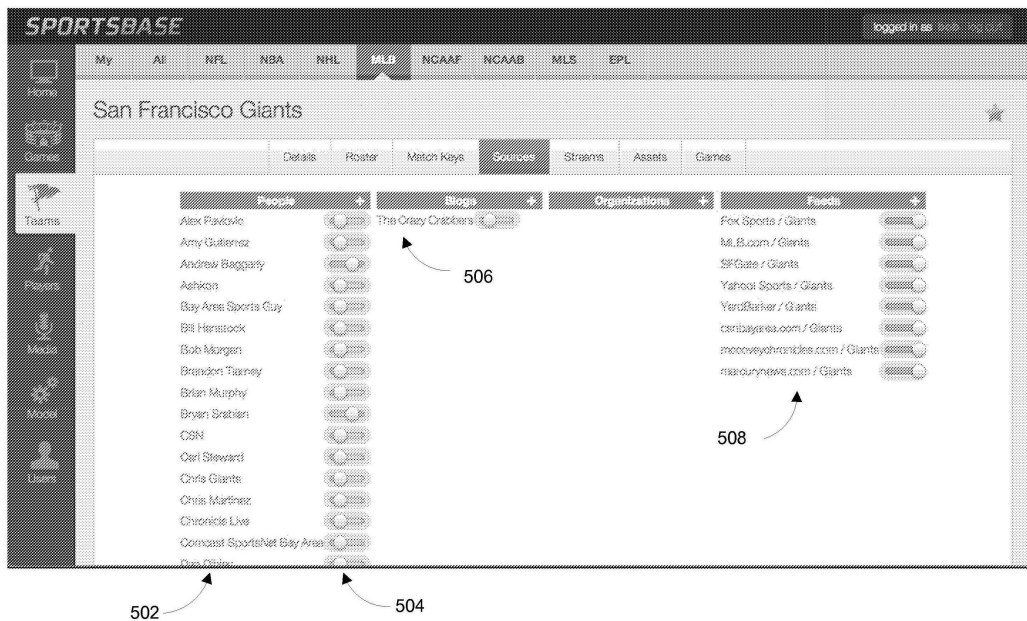 SPORTSBASE
logged in as log out
My All NFL NBA NHL MLB NCAAF NCAAB MLS EPL
Home
San Francisco Giants
Games
Details Roster Match Keys Sources Streams Assets Games
Teams
People + Blogs + Organizations + Feeds +
Alex Pavlovic The Crazy Crabbers Fox Sports / Giants
Amy Gutierrez MLB.com / Giants
Andrew Baggarly SFGate / Giants
506
Players
Ashkon Yahoo! Sports / Giants
Bay Area Sports Guy YardBarker / Giants
Media
Bill Hanstock csnbayarea.com / Giants
Bob Morgan mccoveychronicles.com / Giants
Brandon Tierney mercurynews.com / Giants
Model
Brian Murphy
Bryan Srabian
508
CSN
Users
Carl Steward
Chris Giants
Chris Martinez
Chronicle Live
Comcast SportsNet Bay Area
502
504